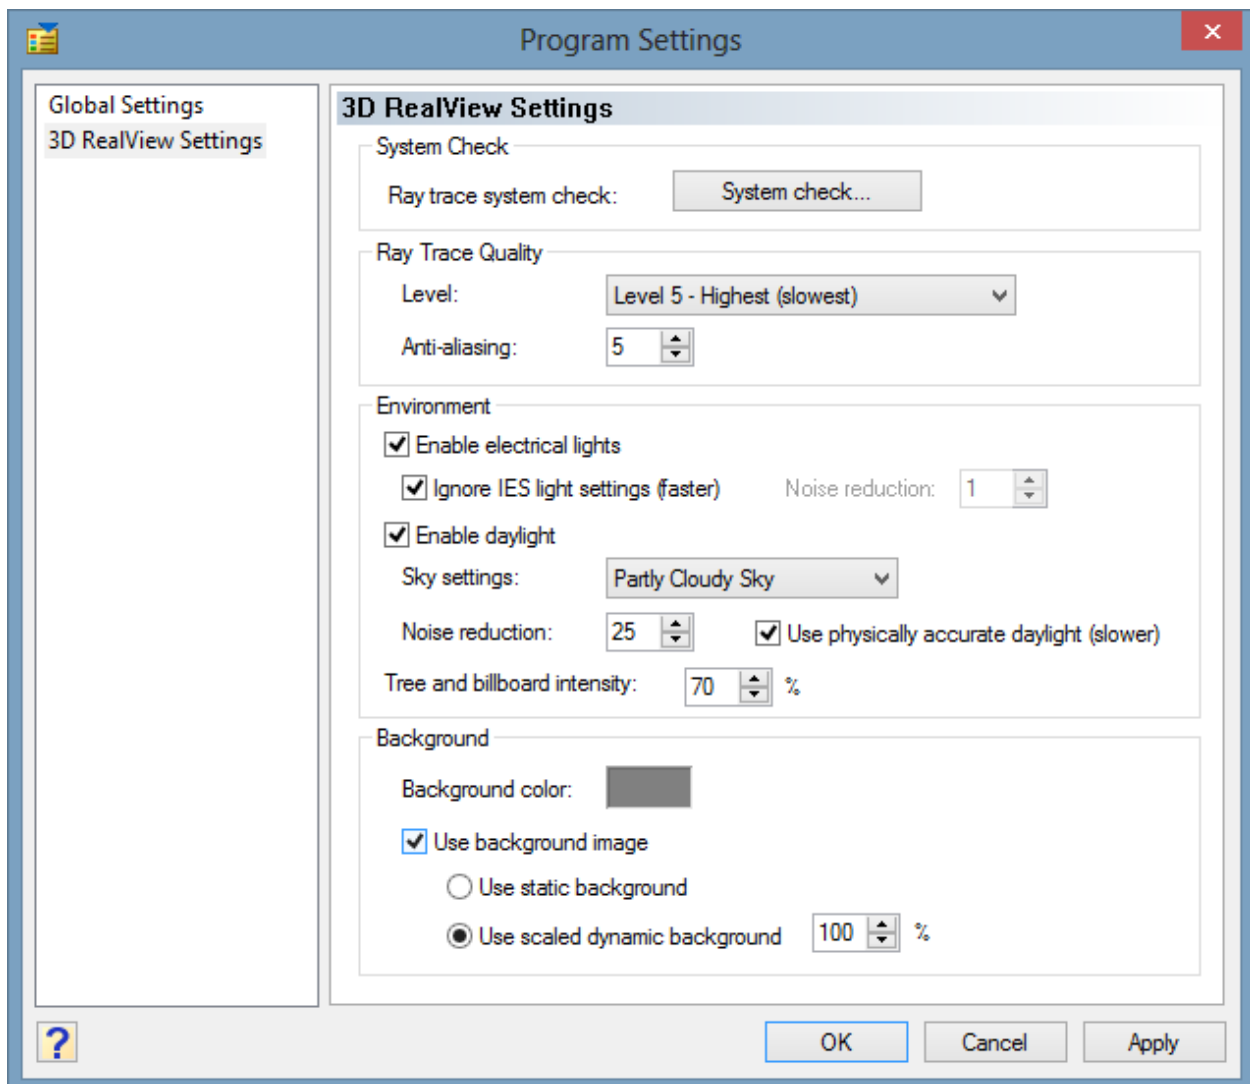 Program Settings
Global Settings
3D RealView Settings
3D RealView Settings
System Check
Ray trace system check: System check...
Ray Trace Quality
Level: Level 5 - Highest (slowest)
Anti-aliasing: 5
Environment
Enable electrical lights
Ignore IES light settings (faster) Noise reduction: 1
Enable daylight
Sky settings: Partly Cloudy Sky
Noise reduction: 25 Use physically accurate daylight (slower)
Tree and billboard intensity: 70 %
Background
Background color:
Use background image
Use static background
Use scaled dynamic background 100 %
? OK Cancel Apply